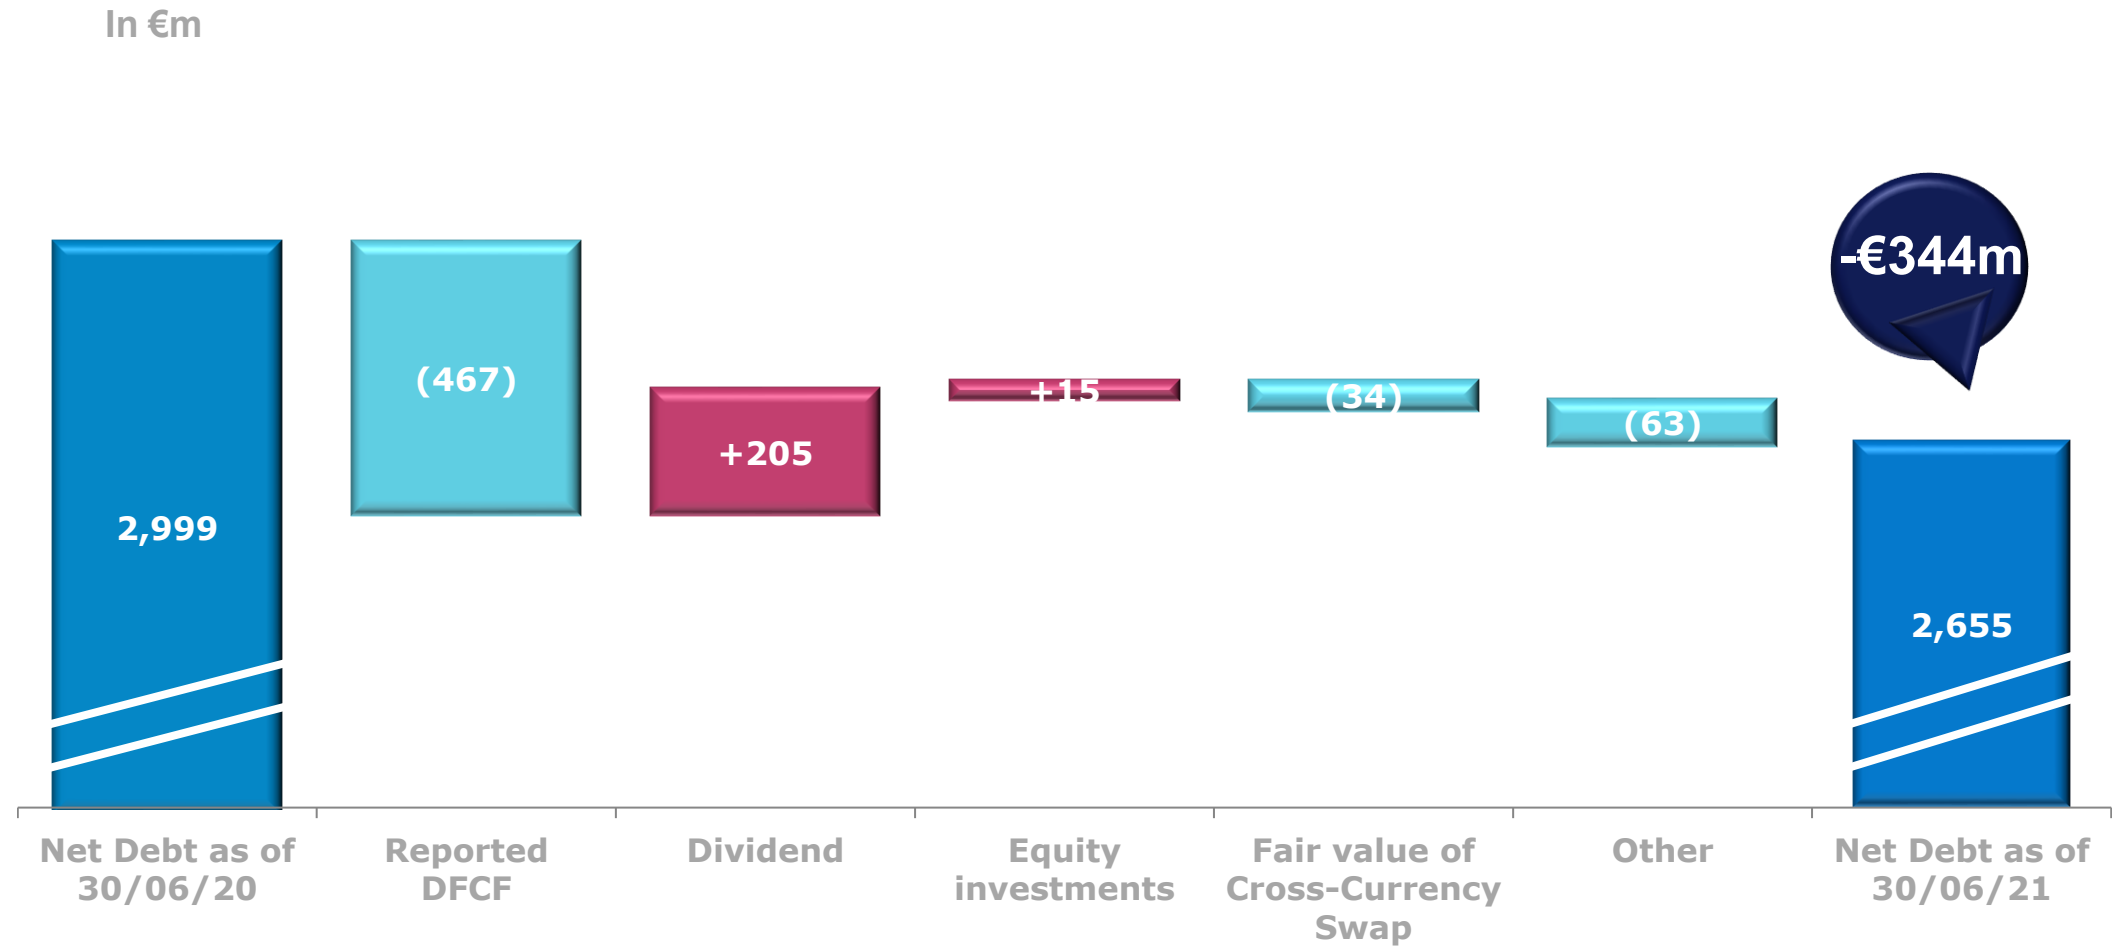 In €m
-€344m
(467)
+15
(34)
(63)
+205
2,999
2,655
Net Debt as of
30/06/20
Reported
DFCF
Dividend
Equity
investments
Fair value of
Cross-Currency
Swap
Other
Net Debt as of
30/06/21